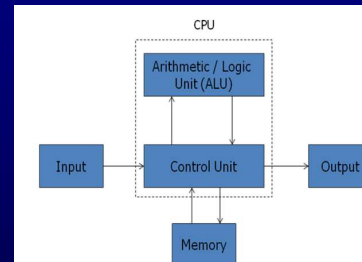 CPU
Arithmetic / Logic
Unit (ALU)
Input
Control Unit
Output
Memory